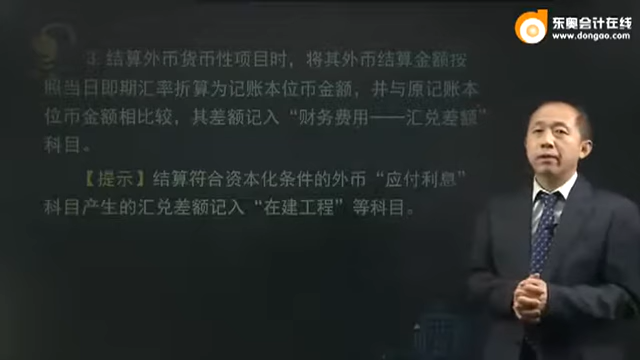 东奥会计在线
www.dongao.com
3. 结算外币货币性项目时，将其外币结算金额按
照当日即期汇率折算为记账本位币金额，并与原记账本
位币金额相比较，其差额记入“财务费用——汇兑差额”
科目。
【提示】结算符合资本化条件的外币“应付利息”
科目产生的汇兑差额记入“在建工程”等科目。